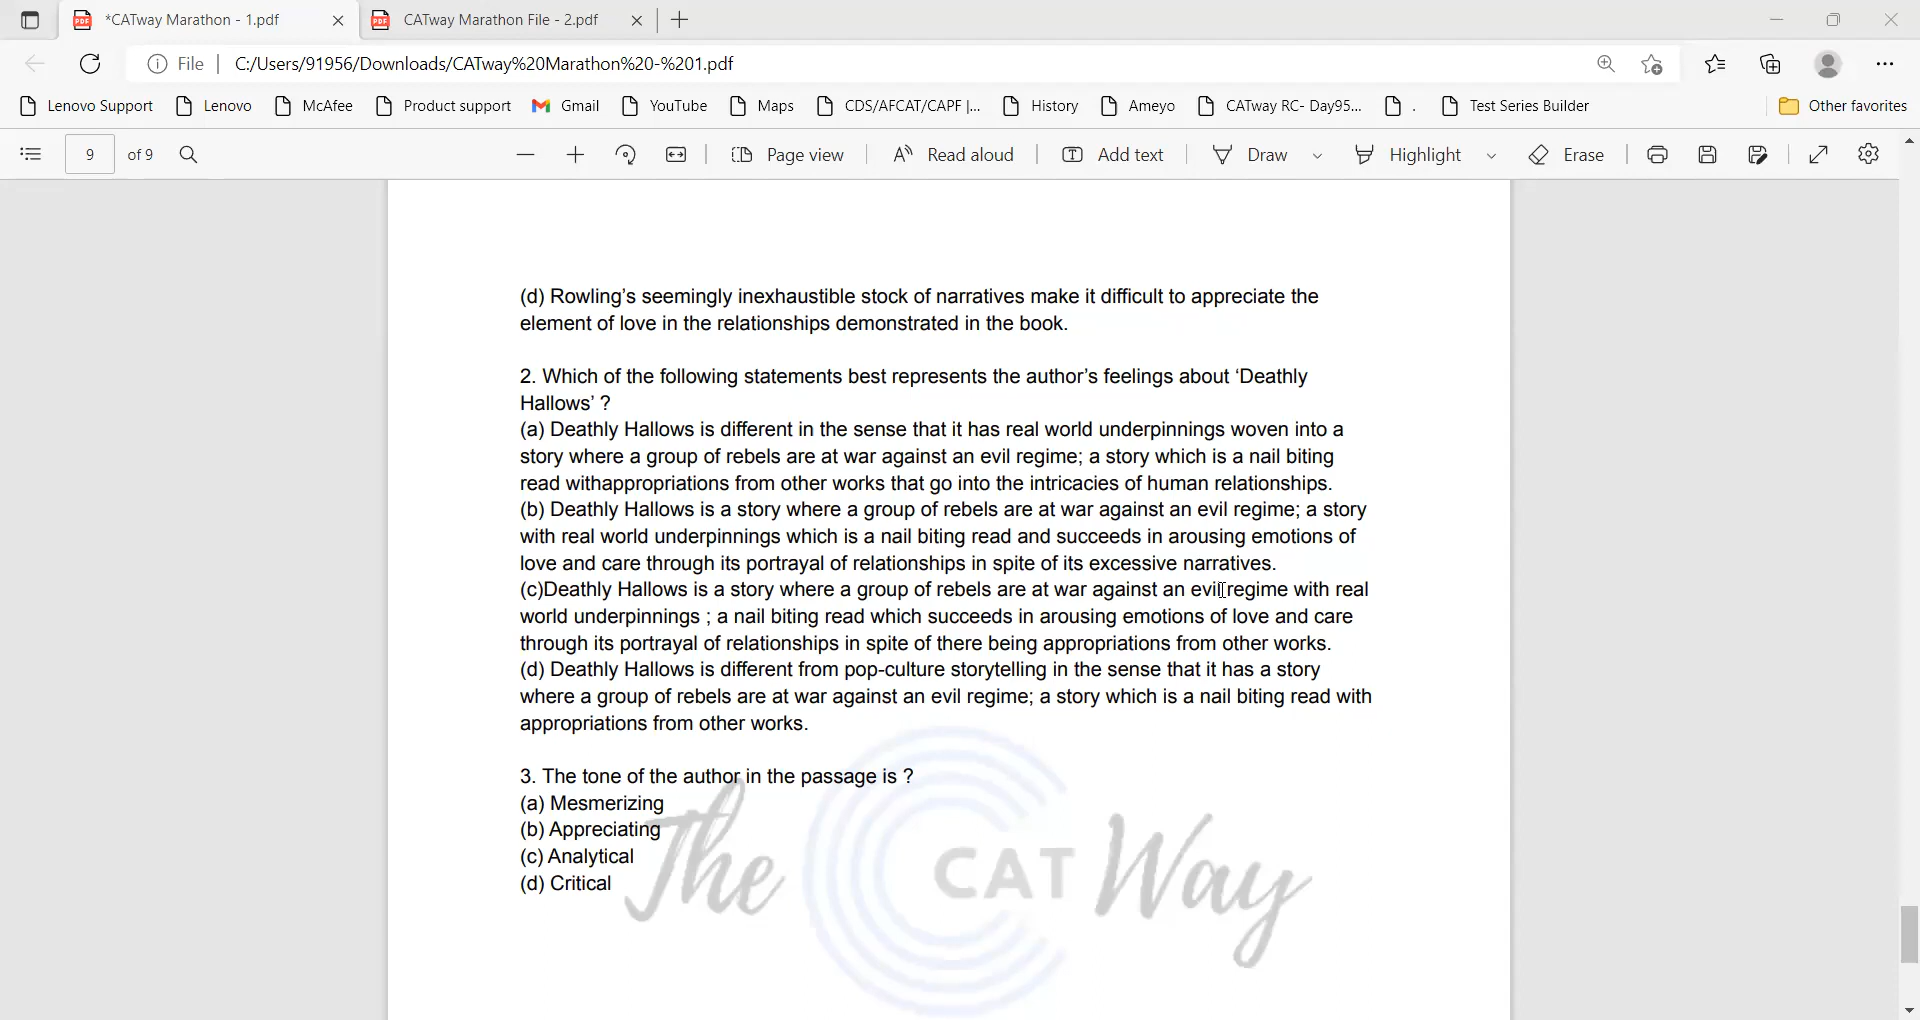 *CATway Marathon - 1.pdf
CATway Marathon File - 2.pdf
File
C:/Users/91956/Downloads/CATway%20Marathon%20-%201.pdf
Lenovo Support
Lenovo
McAfee
Product support
Gmail
YouTube
Maps
CDS/AFCAT/CAPF |...
History
Ameyo
CATway RC- Day95...
.
Test Series Builder
Other favorites
9
of 9
Page view
Read aloud
Add text
Draw
Highlight
Erase
(d) Rowling's seemingly inexhaustible stock of narratives make it difficult to appreciate the
element of love in the relationships demonstrated in the book.
2. Which of the following statements best represents the author's feelings about ‘Deathly
Hallows’ ?
(a) Deathly Hallows is different in the sense that it has real world underpinnings woven into a
story where a group of rebels are at war against an evil regime; a story which is a nail biting
read withappropriations from other works that go into the intricacies of human relationships.
(b) Deathly Hallows is a story where a group of rebels are at war against an evil regime; a story
with real world underpinnings which is a nail biting read and succeeds in arousing emotions of
love and care through its portrayal of relationships in spite of its excessive narratives.
(c)Deathly Hallows is a story where a group of rebels are at war against an evil regime with real
world underpinnings ; a nail biting read which succeeds in arousing emotions of love and care
through its portrayal of relationships in spite of there being appropriations from other works.
(d) Deathly Hallows is different from pop-culture storytelling in the sense that it has a story
where a group of rebels are at war against an evil regime; a story which is a nail biting read with
appropriations from other works.
3. The tone of the author in the passage is ?
(a) Mesmerizing
(b) Appreciating
(c) Analytical
(d) Critical
The CAT Way